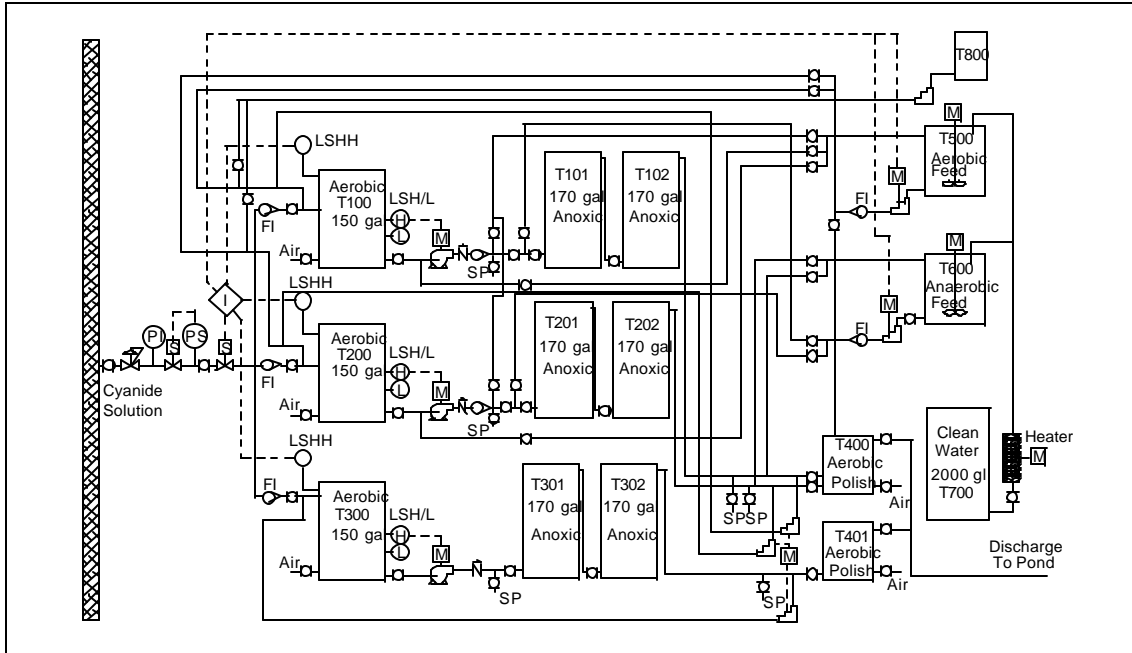 T800
M
T500
Aerobic
Feed
M
FI
LSHH
Aerobic
T100
150 ga
LSH/L
H
L
M
FI
Air
N
SP
T101
170 gal
Anoxic
T102
170 gal
Anoxic
M
T600
Anaerobic
Feed
M
FI
I
LSHH
PI
S
PS
S
Cyanide
Solution
Aerobic
T200
150 ga
LSH/L
H
L
M
FI
Air
N
SP
T201
170 gal
Anoxic
T202
170 gal
Anoxic
LSHH
FI
Aerobic
T300
150 ga
LSH/L
H
L
M
Air
N
SP
T301
170 gal
Anoxic
T302
170 gal
Anoxic
SP
SP
SP
M
T400
Aerobic
Polish
Air
T401
Aerobic
Polish
Air
Clean
Water
2000 gl
T700
Heater
M
Discharge
To Pond